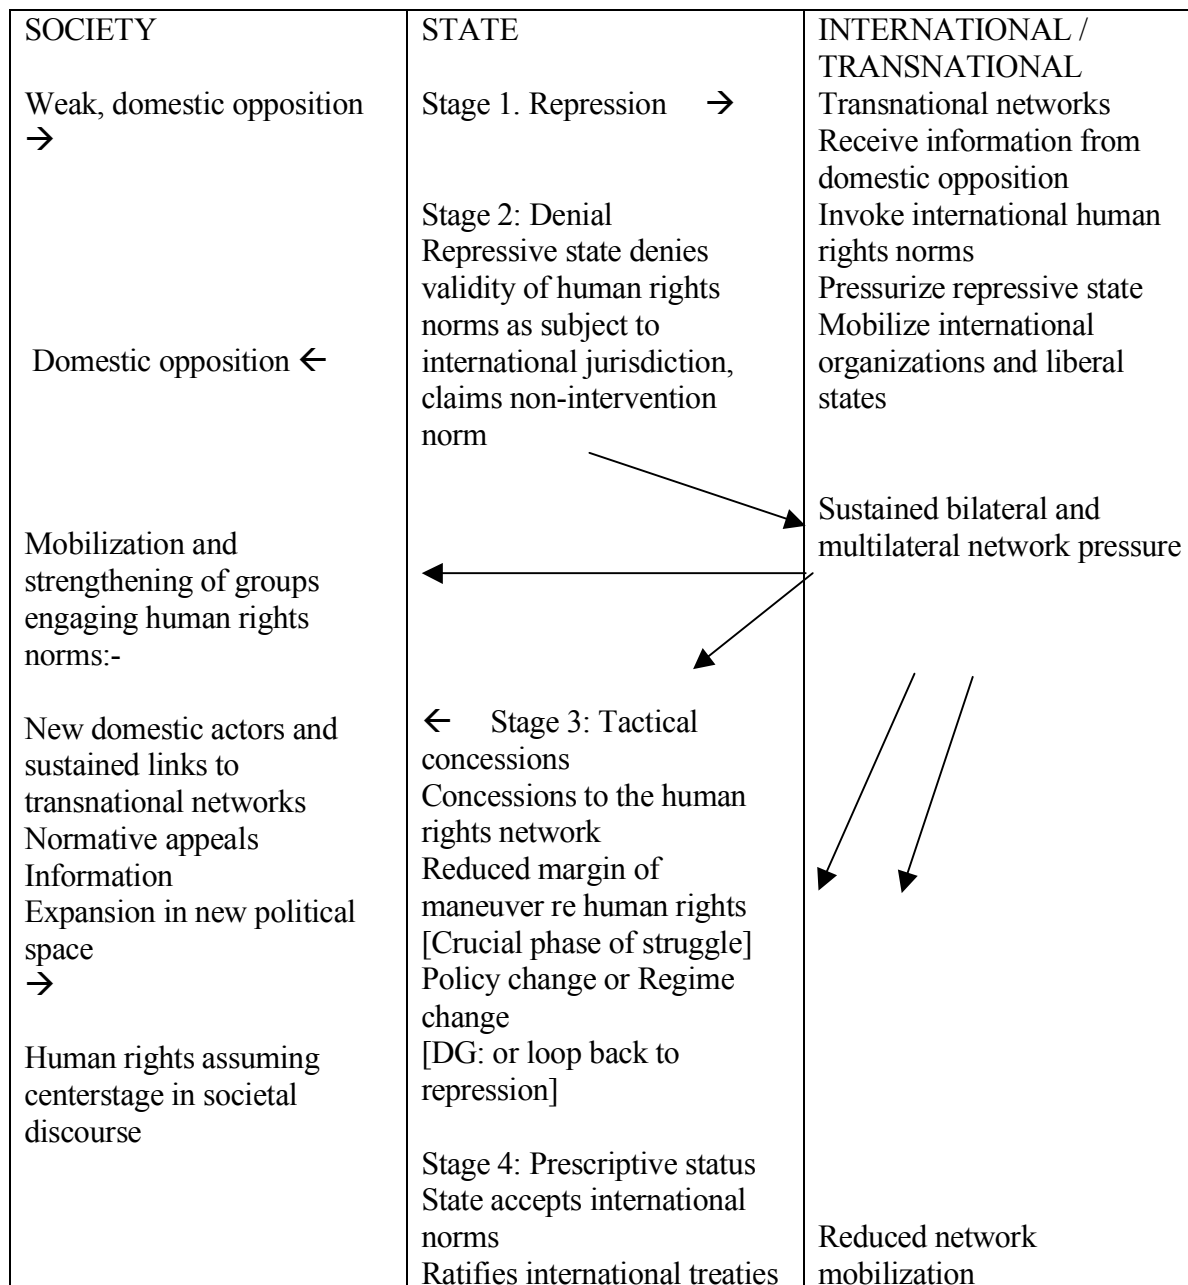 SOCIETY
Weak, domestic opposition
→
Domestic opposition ←
Mobilization and
strengthening of groups
engaging human rights
norms:-
New domestic actors and
sustained links to
transnational networks
Normative appeals
Information
Expansion in new political
space
→
Human rights assuming
centerstage in societal
discourse
STATE
Stage 1. Repression →
Stage 2: Denial
Repressive state denies
validity of human rights
norms as subject to
international jurisdiction,
claims non-intervention
norm
← Stage 3: Tactical
concessions
Concessions to the human
rights network
Reduced margin of
maneuver re human rights
[Crucial phase of struggle]
Policy change or Regime
change
[DG: or loop back to
repression]
Stage 4: Prescriptive status
State accepts international
norms
Ratifies international treaties
INTERNATIONAL /
TRANSNATIONAL
Transnational networks
Receive information from
domestic opposition
Invoke international human
rights norms
Pressurize repressive state
Mobilize international
organizations and liberal
states
Sustained bilateral and
multilateral network pressure
Reduced network
mobilization